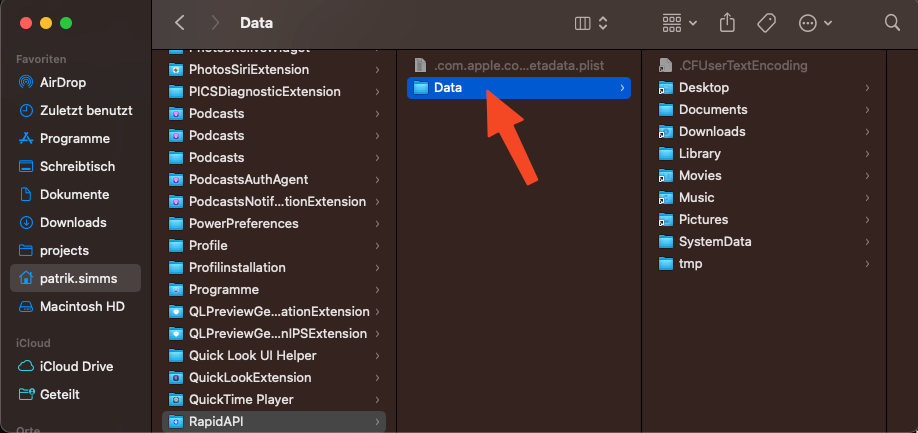 Data
Favoriten
AirDrop
Zuletzt benutzt
Programme
Schreibtisch
Dokumente
Downloads
projects
patrik.simms
Macintosh HD
iCloud
iCloud Drive
Geteilt
Orte
PhotosSiriExtension
PICSDiagnosticExtension
Podcasts
Podcasts
Podcasts
PodcastsAuthAgent
PodcastsNotif...tionExtension
PowerPreferences
Profile
Profilinstallation
Programme
QLPreviewGe...ationExtension
QLPreviewGe...nIPSExtension
Quick Look UI Helper
QuickLookExtension
QuickTime Player
RapidAPI
.com.apple.co...etadata.plist
Data
.CFUserTextEncoding
Desktop
Documents
Downloads
Library
Movies
Music
Pictures
SystemData
tmp